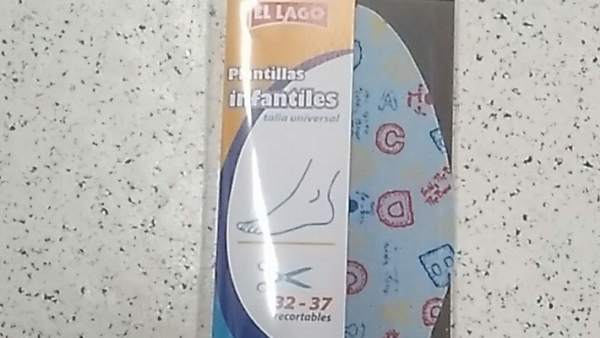 EL LAGO
Plantillas
infantiles
talla universal
32 - 37
recortables
A
C
D
B